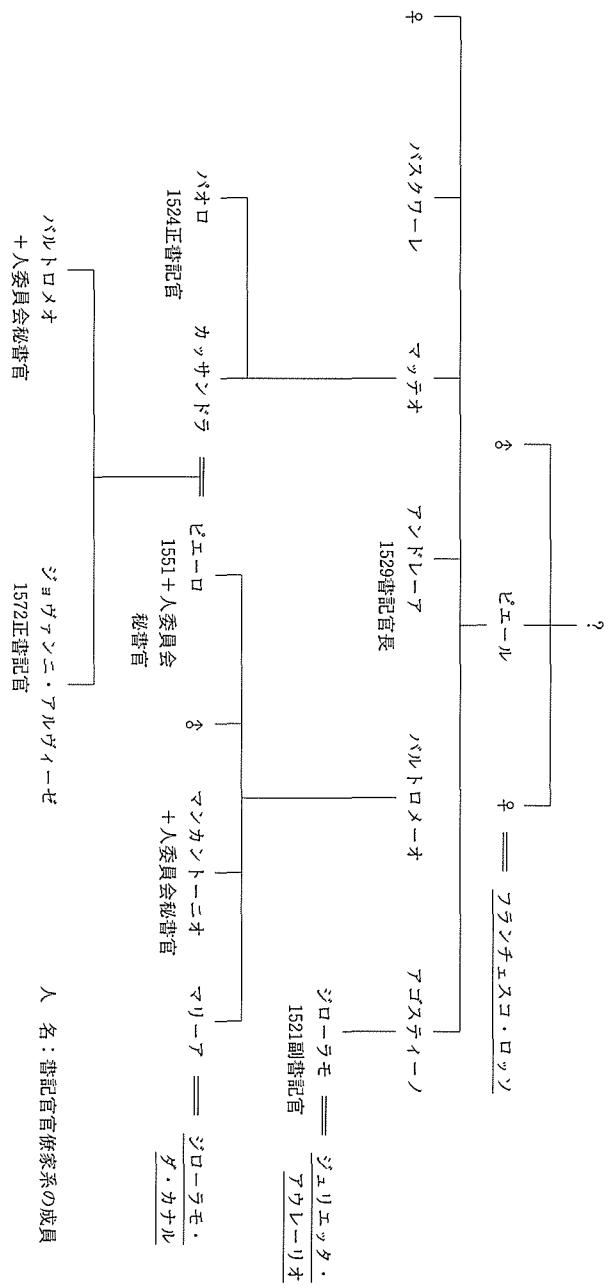 ?
♂
ピエール
♀ ＝ フランチェスコ・ロッソ
♀
パスクワーレ
マッテオ
アンドレーア
1529書記官長
バルトロメーオ
アゴスティーノ
パオロ
1524正書記官
カッサンドラ ＝ ピエーロ
1551十人委員会
秘書官
♂
マンカントーニオ
十人委員会秘書官
マリーア ＝ ジローラモ・
ダ・カナル
ジローラモ ＝ ジュリエッタ・
1521副書記官
アウレーリオ
バルトロメオ
十人委員会秘書官
ジョヴァンニ・アルヴィーゼ
1572正書記官
人　名：書記官官僚家系の成員